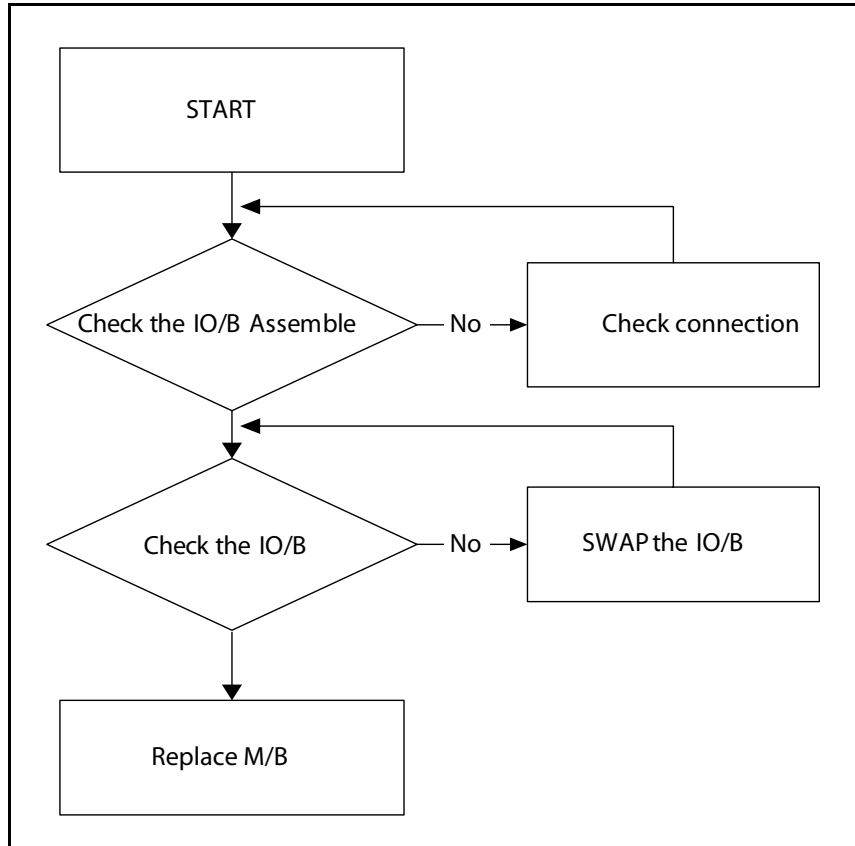 START
Check the IO/B Assemble
No
Check connection
Check the IO/B
No
SWAP the IO/B
Replace M/B